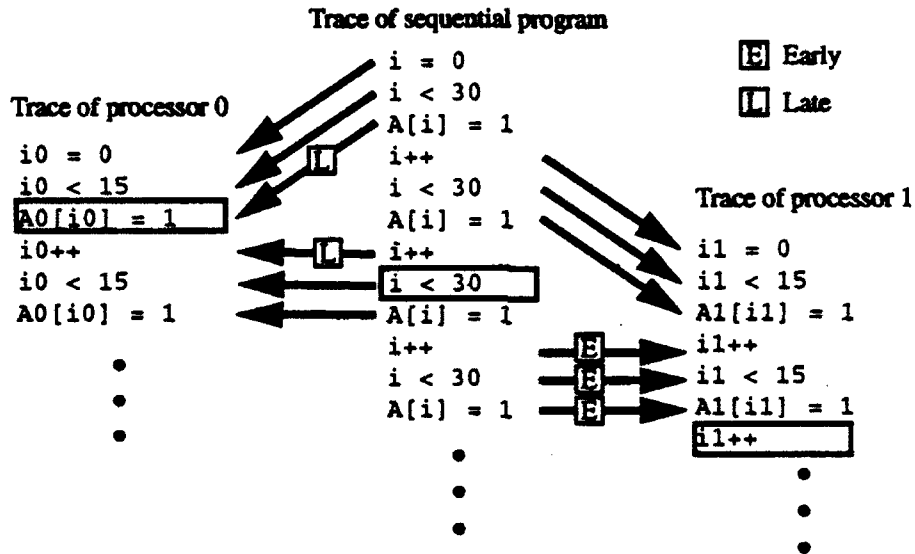 Trace of sequential program
E Early
L Late
Trace of processor 0
i0 = 0
i0 < 15
A0[i0] = 1
i0++
i0 < 15
A0[i0] = 1
L
L
i = 0
i < 30
A[i] = 1
i++
i < 30
A[i] = 1
i++
i < 30
A[i] = 1
i++
i < 30
A[i] = 1
E
E
E
Trace of processor 1
i1 = 0
i1 < 15
A1[i1] = 1
i1++
i1 < 15
A1[i1] = 1
i1++